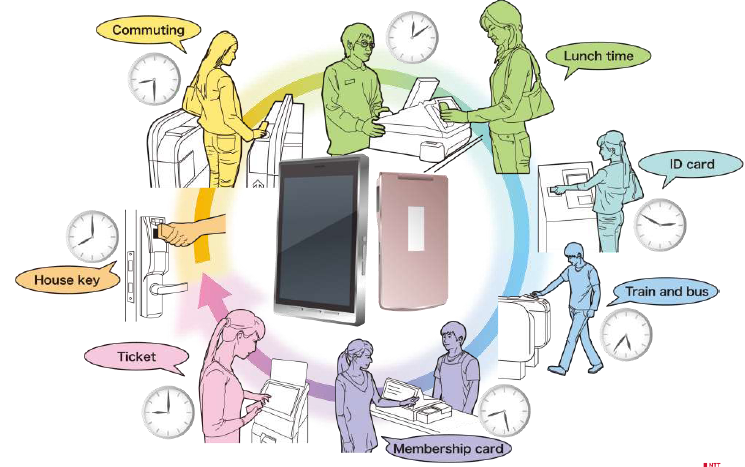 Commuting
Lunch time
ID card
House key
Train and bus
Ticket
Membership card
NTT